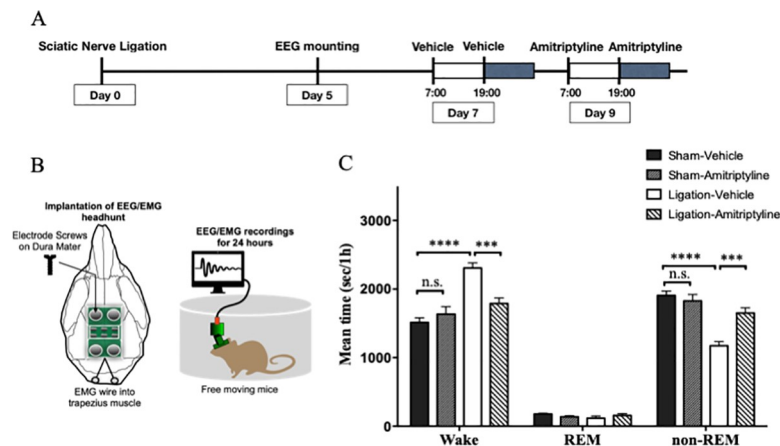 A
Sciatic Nerve Ligation
EEG mounting
Vehicle
Vehicle
Amitriptyline
Amitriptyline
7:00
19:00
7:00
19:00
Day 0
Day 5
Day 7
Day 9
B
Implantation of EEG/EMG
headhunt
Electrode Screws
on Dura Mater
EMG wire into
trapezius muscle
EEG/EMG recordings
for 24 hours
Free moving mice
C
Sham-Vehicle
Sham-Amitriptyline
Ligation-Vehicle
Ligation-Amitriptyline
Mean time (sec/1h)
3000
2000
1000
0
****
***
n.s.
****
***
n.s.
Wake
REM
non-REM